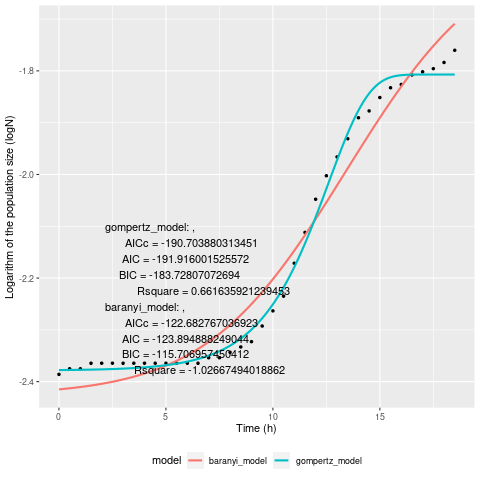 -1.8
-2.0
-2.2
-2.4
Logarithm of the population size (logN)
gompertz_model: ,
AICc = -190.703880313451
AIC = -191.916001525572
BIC = -183.72807072694
Rsquare = 0.661635921239453
baranyi_model: ,
AICc = -122.682767036923
AIC = -123.894888249044
BIC = -115.706957450412
Rsquare = -1.02667494018862
0
5
10
15
Time (h)
model
baranyi_model
gompertz_model